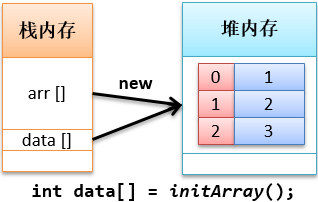 栈内存
堆内存
arr []
new
data []
0 1
1 2
2 3
int data[] = initArray();